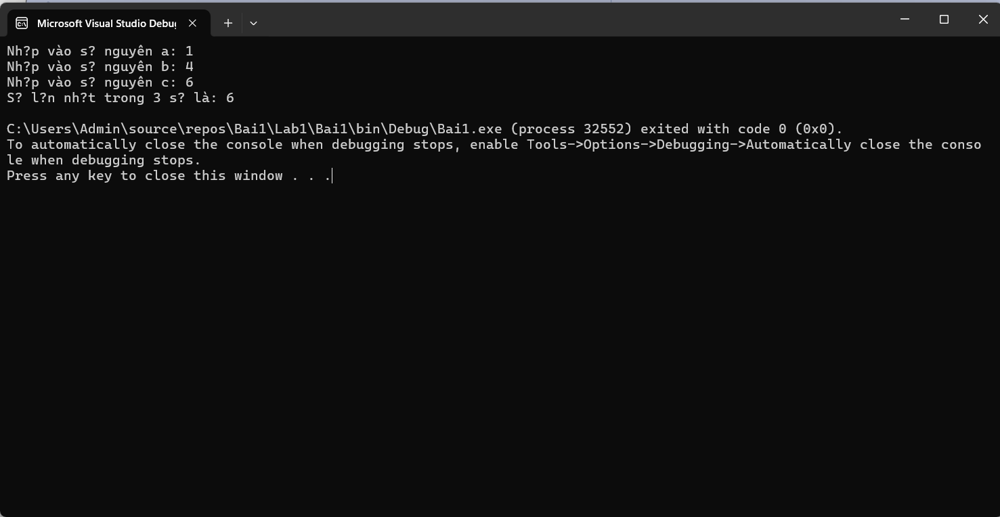 Microsoft Visual Studio Debug
Nh?p vào s? nguyên a: 1
Nh?p vào s? nguyên b: 4
Nh?p vào s? nguyên c: 6
S? l?n nh?t trong 3 s? là: 6
C:\Users\Admin\source\repos\Bai1\Lab1\Bai1\bin\Debug\Bai1.exe (process 32552) exited with code 0 (0x0).
To automatically close the console when debugging stops, enable Tools->Options->Debugging->Automatically close the conso
le when debugging stops.
Press any key to close this window . . .